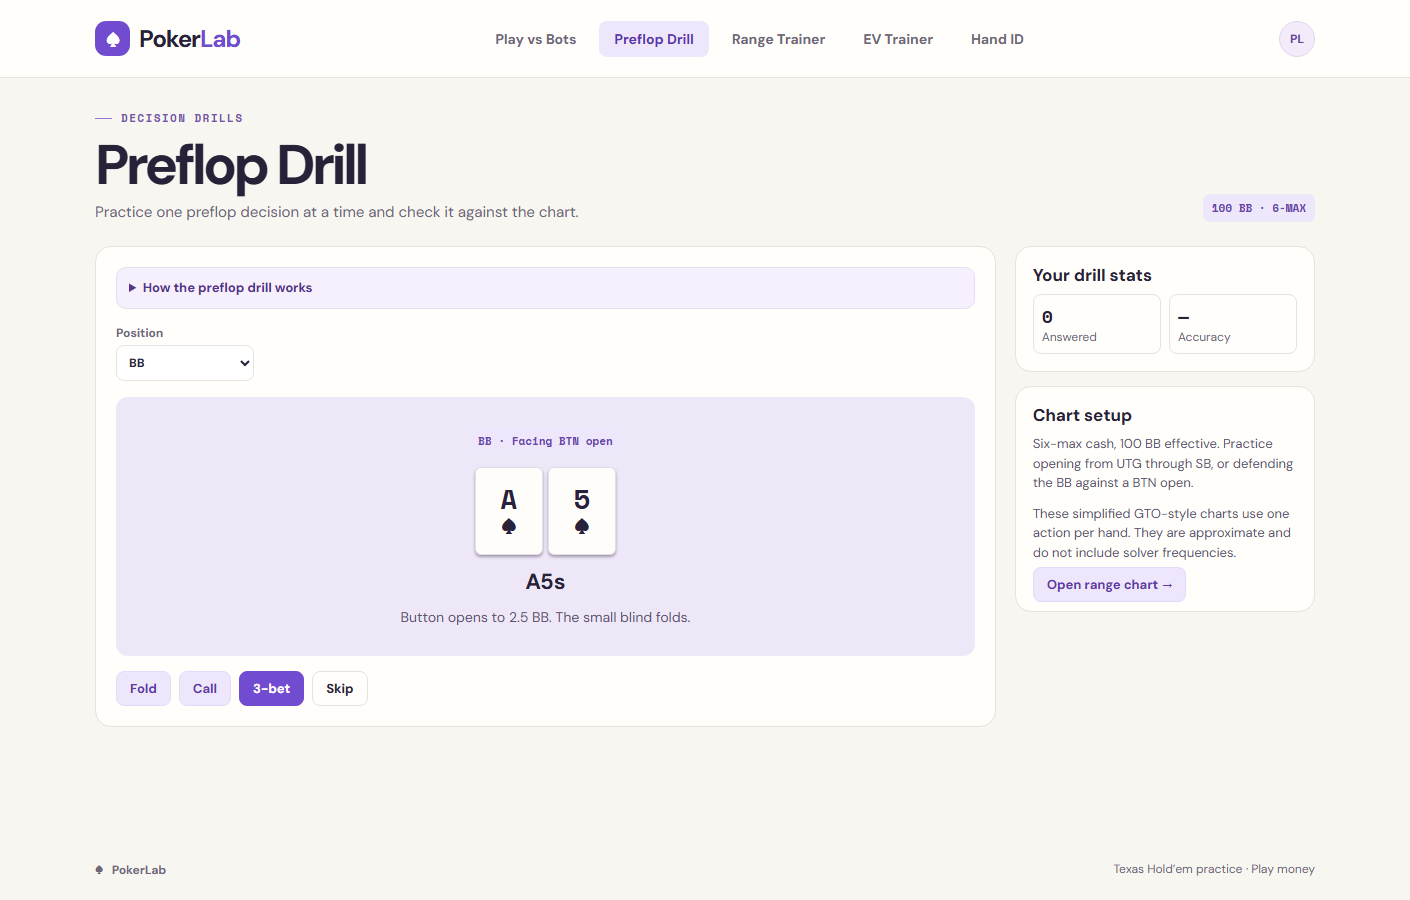 PokerLab
Play vs Bots
Preflop Drill
Range Trainer
EV Trainer
Hand ID
PL
DECISION DRILLS
Preflop Drill
Practice one preflop decision at a time and check it against the chart.
100 BB · 6-MAX
How the preflop drill works
Position
BB
BB · Facing BTN open
A 5
♠ ♠
A5s
Button opens to 2.5 BB. The small blind folds.
Fold
Call
3-bet
Skip
Your drill stats
0
Answered
—
Accuracy
Chart setup
Six-max cash, 100 BB effective. Practice
opening from UTG through SB, or defending
the BB against a BTN open.
These simplified GTO-style charts use one
action per hand. They are approximate and
do not include solver frequencies.
Open range chart →
♠ PokerLab
Texas Hold’em practice · Play money